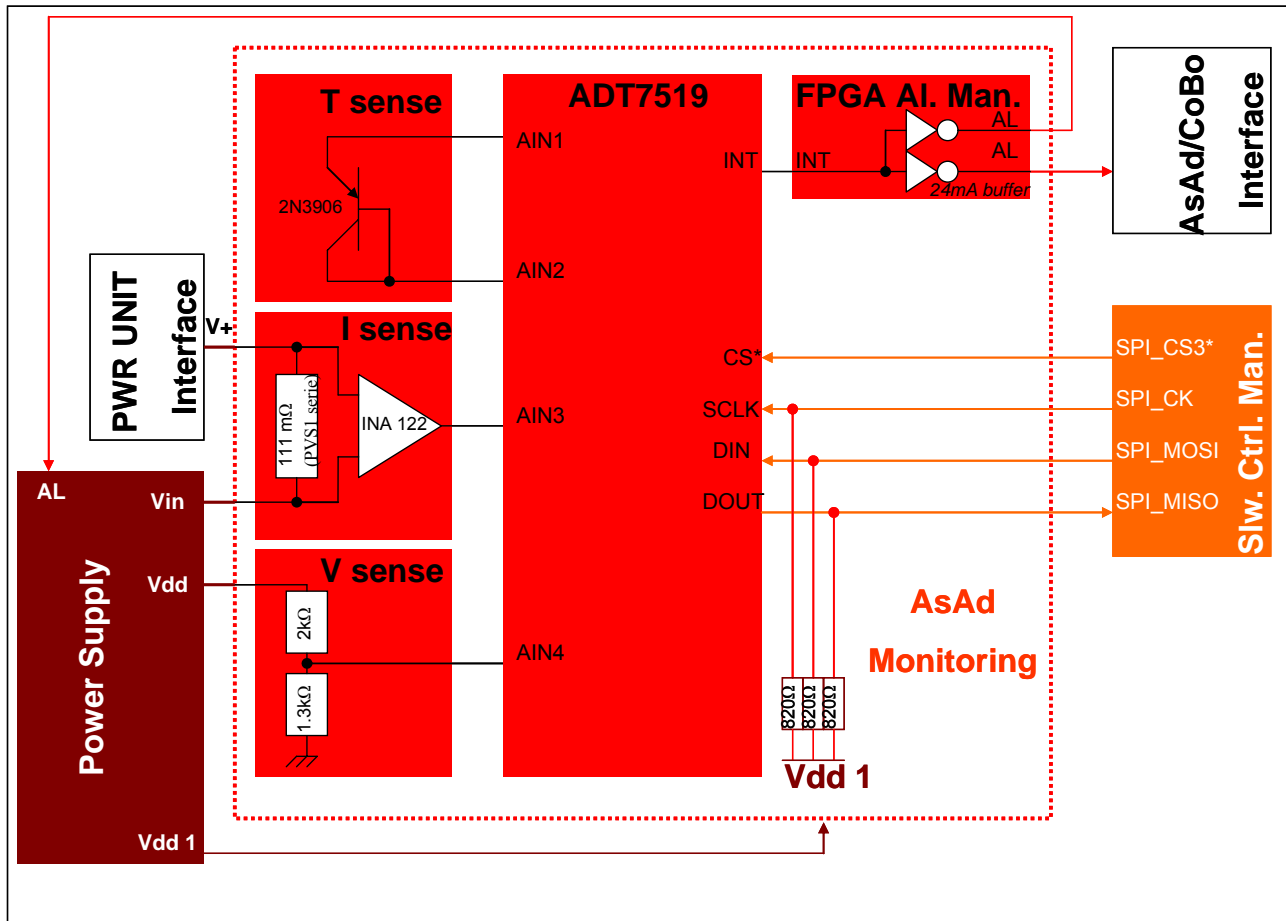 T sense
ADT7519
FPGA Al. Man.
AIN1
INT
INT
AL
AL
24mA buffer
AsAd/CoBo
Interface
2N3906
AIN2
PWR UNIT
Interface
V+
I sense
111 mΩ
(PVS1 serie)
INA 122
AIN3
CS*
SCLK
DIN
DOUT
SPI_CS3*
SPI_CK
SPI_MOSI
SPI_MISO
Slw. Ctrl. Man.
AL
Vin
Vdd
Power Supply
Vdd 1
V sense
2kΩ
1.3kΩ
AIN4
AsAd
Monitoring
820Ω
820Ω
820Ω
Vdd 1